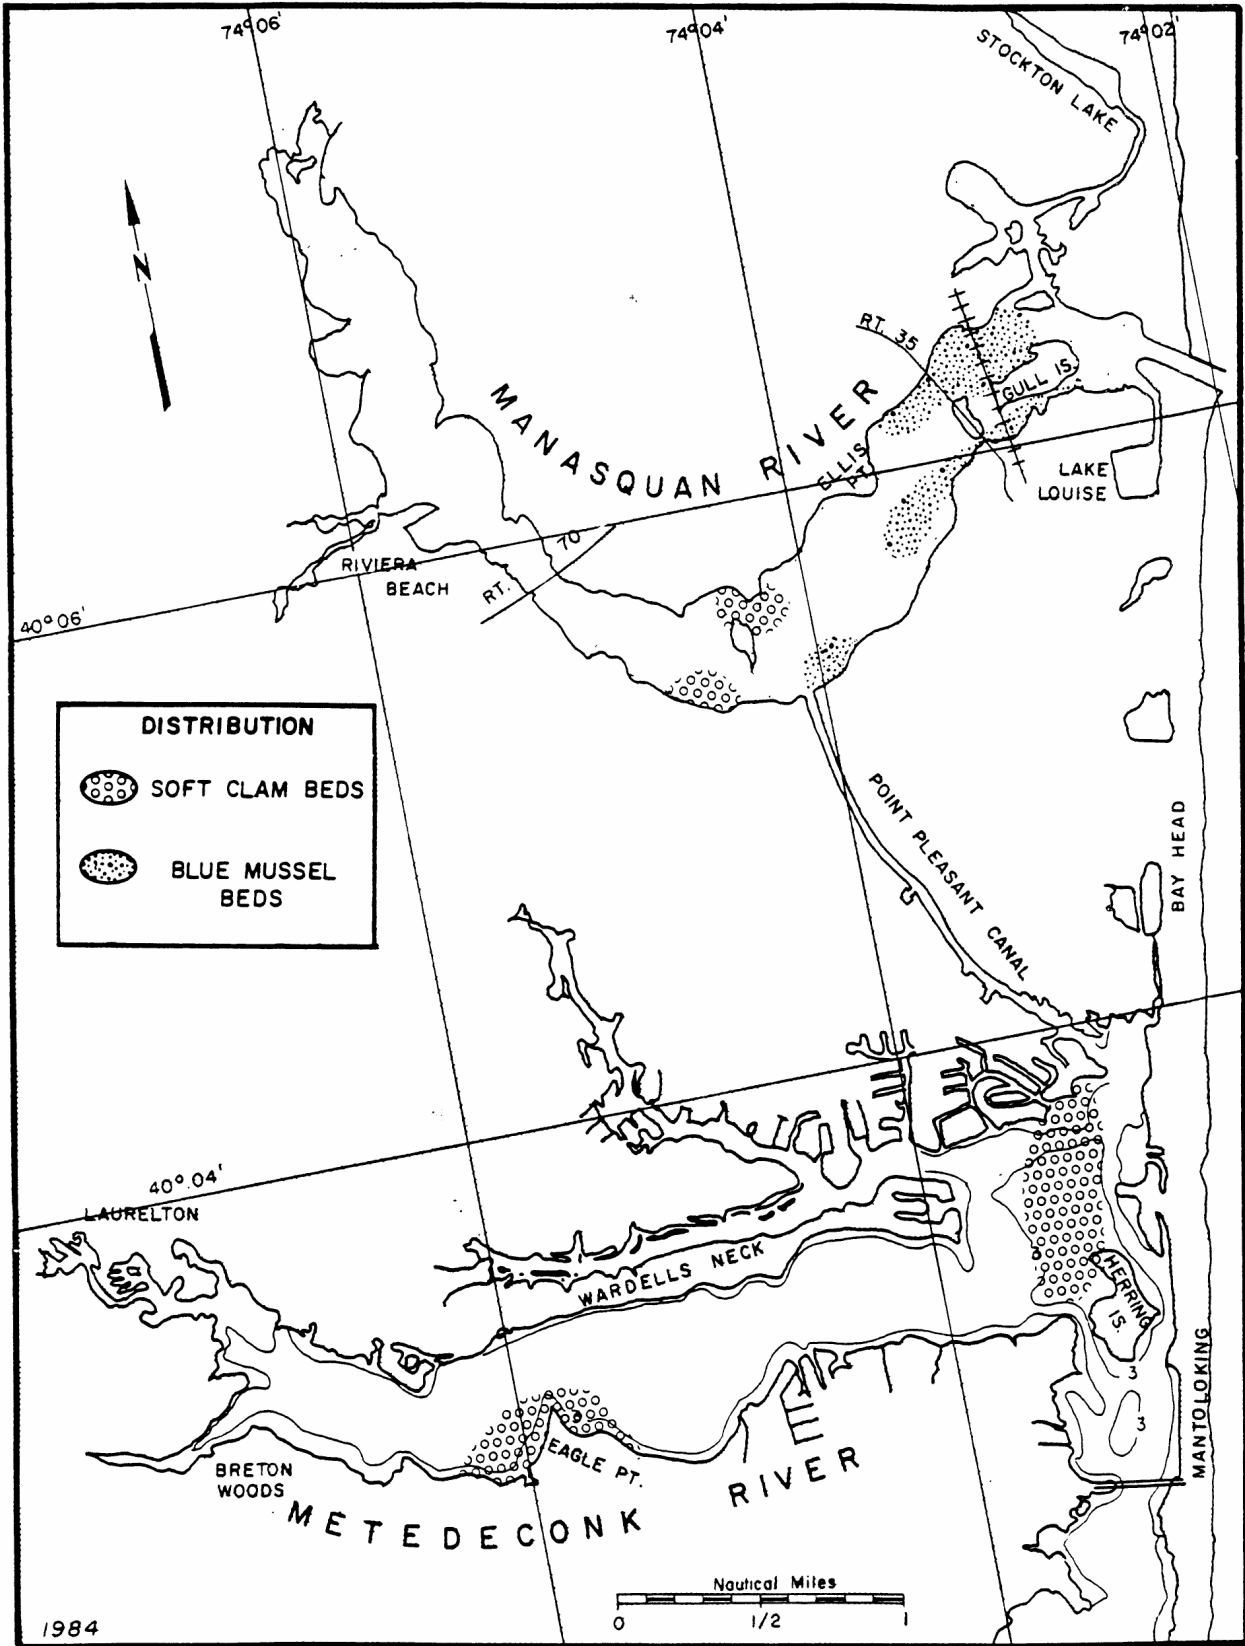 74°06'
74°04'
74°02'
STOCKTON LAKE
N
RT. 35
MANASQUAN RIVER
GULL IS.
ELLIS
PT.
LAKE
LOUISE
70
RT.
RIVIERA
BEACH
40°06'
DISTRIBUTION
SOFT CLAM BEDS
BLUE MUSSEL
BEDS
POINT PLEASANT CANAL
BAY HEAD
40°04'
LAURELTON
WARDELLS NECK
3
HERRING
IS.
3
3
MANTOLOKING
3
EAGLE PT.
BRETON
WOODS
METEDECONK RIVER
Nautical Miles
0 1/2 1
1984